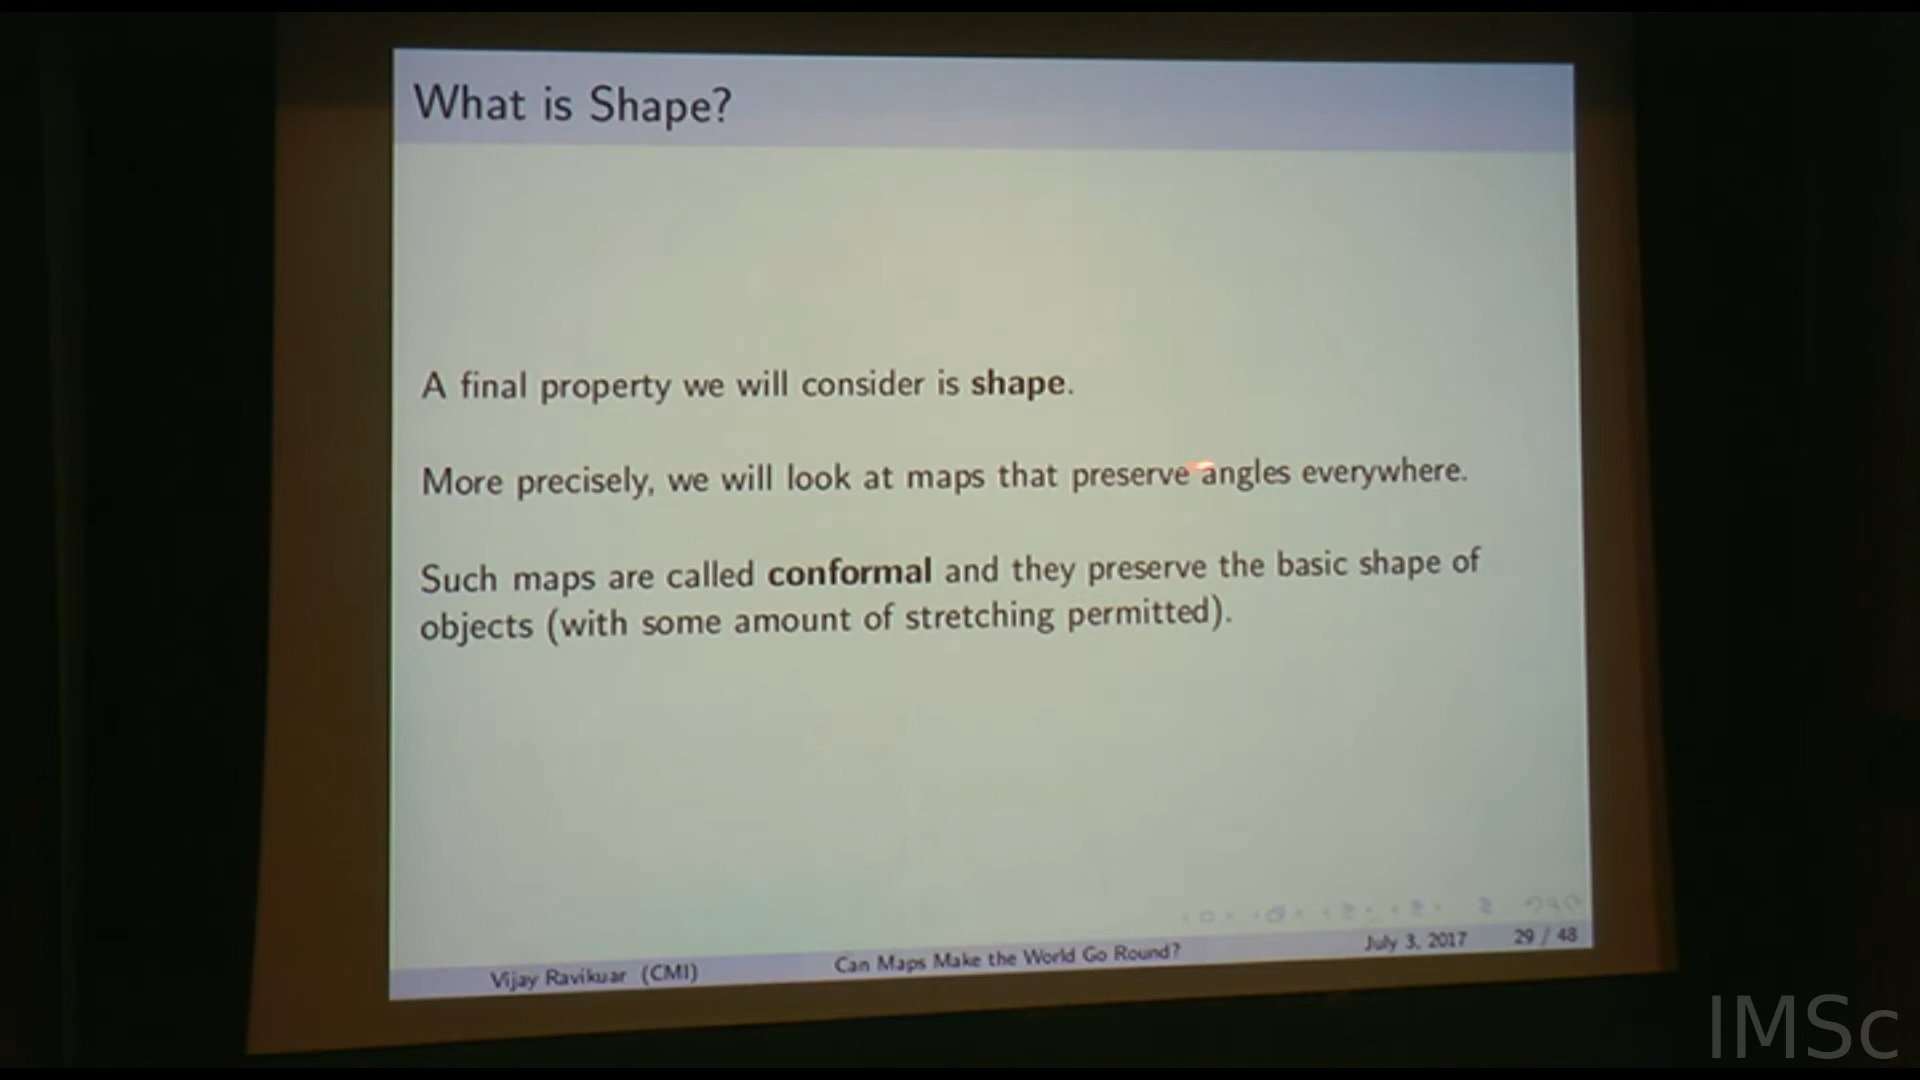 What is Shape?
A final property we will consider is shape.
More precisely, we will look at maps that preserve angles everywhere.
Such maps are called conformal and they preserve the basic shape of
objects (with some amount of stretching permitted).
Vijay Ravikuar (CMI) Can Maps Make the World Go Round? July 3, 2017 29 / 48
IMSc